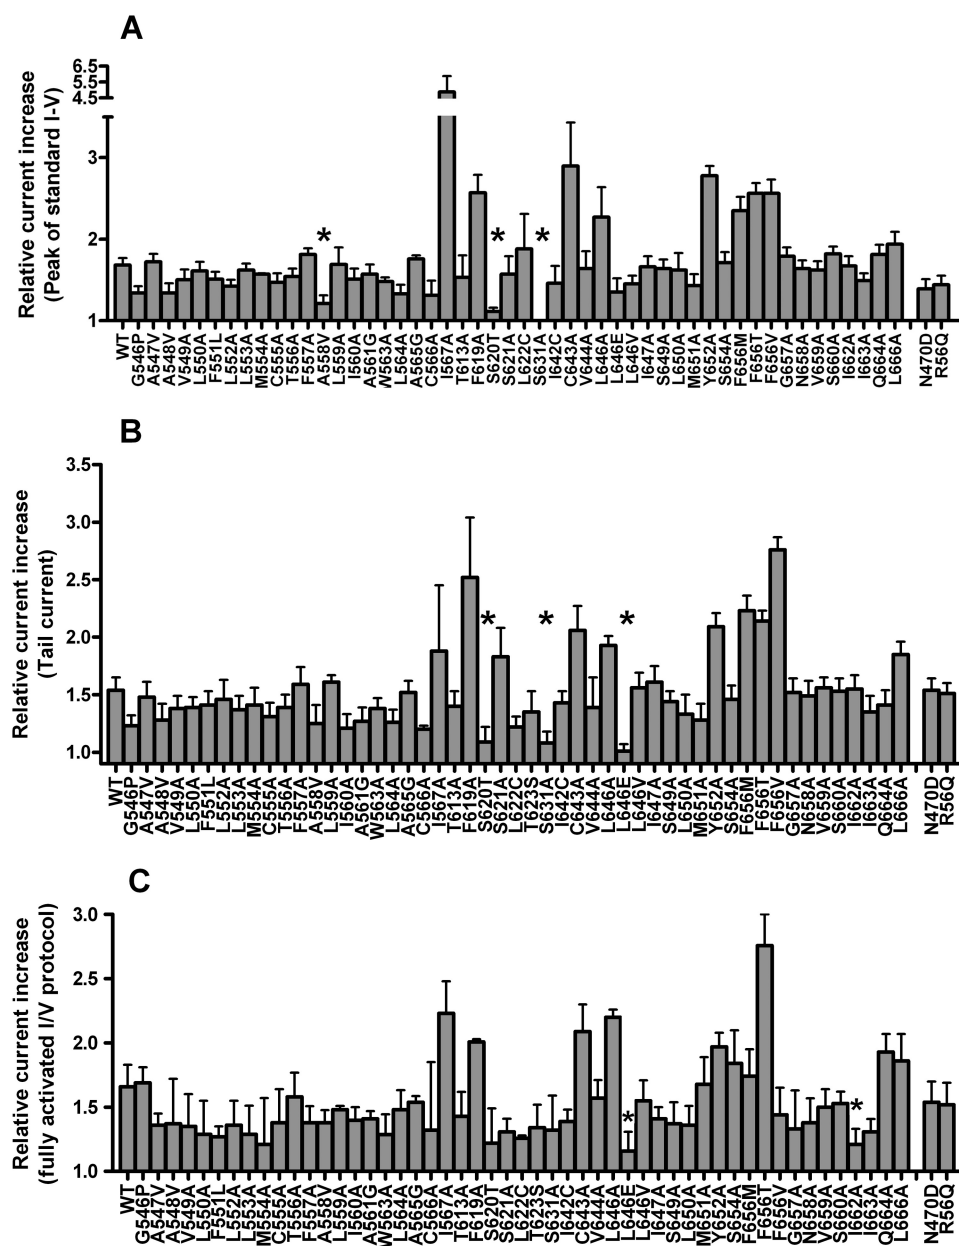 A
Relative current increase
(Peak of standard I-V)
6.5
5.5
4.5
3
2
1
* * *
WT G546P A547V A548V V549A L550A F551L L552A L553A M554A C555A T556A F557A A558V L559A I560A A561G W563A L564A A565G C566A I567A T613A F619A S620T S621A L622C S631A I642C C643A V644A L646A L646E L646V I647A S649A L650A M651A Y652A S654A F656M F656T F656V G657A N658A V659A S660A I662A I663A Q664A L666A N470D R56Q
B
Relative current increase
(Tail current)
3.5
3.0
2.5
2.0
1.5
1.0
* * *
WT G546P A547V A548V V549A L550A F551L L552A L553A M554A C555A T556A F557A A558V L559A I560A A561G W563A L564A A565G C566A I567A T613A F619A S620T S621A L622C T623S S631A I642C C643A V644A L646A L646E L646V I647A S649A L650A M651A Y652A S654A F656M F656T F656V G657A N658A V659A S660A I662A I663A Q664A L666A N470D R56Q
C
Relative current increase
(fully activated I/V protocol)
3.0
2.5
2.0
1.5
1.0
* *
WT G546P A547V A548V V549A L550A F551L L552A L553A M554A C555A T556A F557A A558V L559A I560A A561G W563A L564A A565G C566A I567A T613A F619A S620T S621A L622C T623S S631A I642C C643A V644A L646A L646E L646V I647A S649A L650A M651A Y652A S654A F656M F656T F656V G657A N658A V659A S660A I662A I663A Q664A L666A N470D R56Q